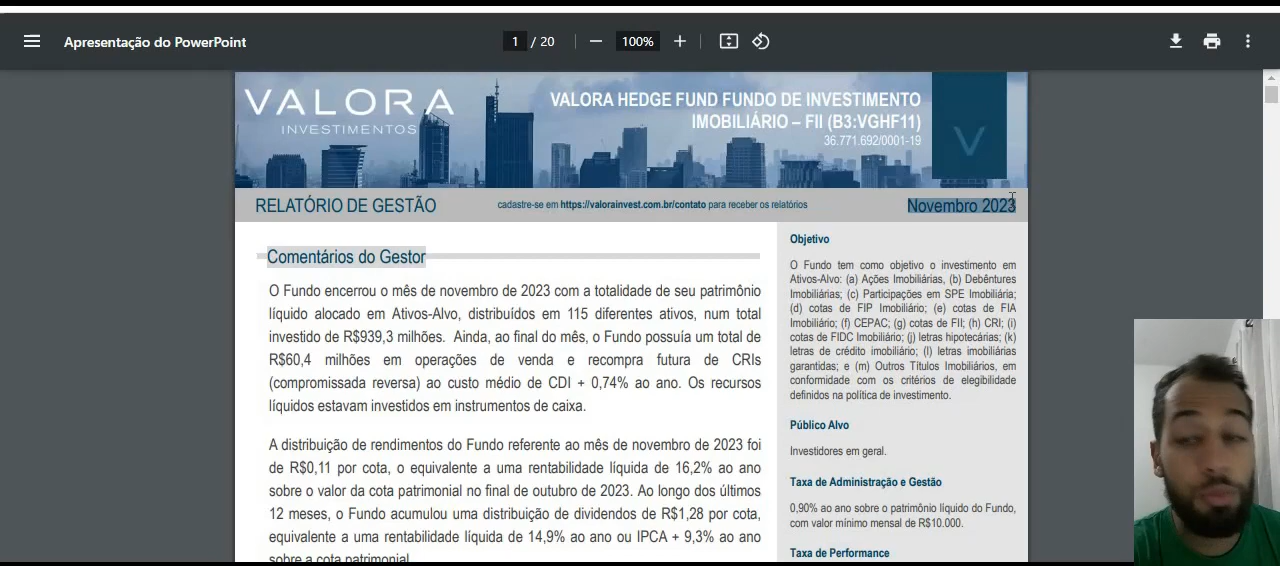 Apresentação do PowerPoint
1 / 20
100%
VALORA
INVESTIMENTOS
VALORA HEDGE FUND FUNDO DE INVESTIMENTO
IMOBILIÁRIO – FII (B3:VGHF11)
36.771.692/0001-19
V
RELATÓRIO DE GESTÃO
cadastre-se em https://valorainvest.com.br/contato para receber os relatórios
Novembro 2023
Comentários do Gestor
O Fundo encerrou o mês de novembro de 2023 com a totalidade de seu patrimônio
líquido alocado em Ativos-Alvo, distribuídos em 115 diferentes ativos, num total
investido de R$939,3 milhões. Ainda, ao final do mês, o Fundo possuía um total de
R$60,4 milhões em operações de venda e recompra futura de CRIs
(compromissada reversa) ao custo médio de CDI + 0,74% ao ano. Os recursos
líquidos estavam investidos em instrumentos de caixa.
A distribuição de rendimentos do Fundo referente ao mês de novembro de 2023 foi
de R$0,11 por cota, o equivalente a uma rentabilidade líquida de 16,2% ao ano
sobre o valor da cota patrimonial no final de outubro de 2023. Ao longo dos últimos
12 meses, o Fundo acumulou uma distribuição de dividendos de R$1,28 por cota,
equivalente a uma rentabilidade líquida de 14,9% ao ano ou IPCA + 9,3% ao ano
sobre a cota patrimonial.
Objetivo
O Fundo tem como objetivo o investimento em
Ativos-Alvo: (a) Ações Imobiliárias, (b) Debêntures
Imobiliárias; (c) Participações em SPE Imobiliária;
(d) cotas de FIP Imobiliário; (e) cotas de FIA
Imobiliário; (f) CEPAC; (g) cotas de FII; (h) CRI; (i)
cotas de FIDC Imobiliário; (j) letras hipotecárias; (k)
letras de crédito imobiliário; (l) letras imobiliárias
garantidas; e (m) Outros Títulos Imobiliários, em
conformidade com os critérios de elegibilidade
definidos na política de investimento.
Público Alvo
Investidores em geral.
Taxa de Administração e Gestão
0,90% ao ano sobre o patrimônio líquido do Fundo,
com valor mínimo mensal de R$10.000.
Taxa de Performance